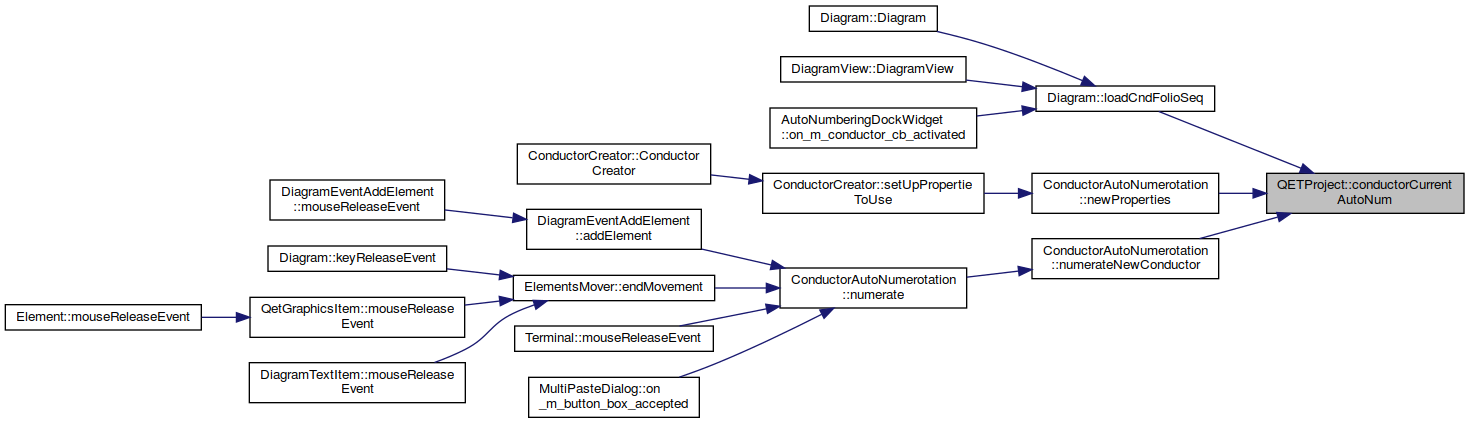 Diagram::Diagram
DiagramView::DiagramView
Diagram::loadCndFolioSeq
AutoNumberingDockWidget
::on_m_conductor_cb_activated
ConductorCreator::Conductor
Creator
ConductorCreator::setUpPropertie
ToUse
ConductorAutoNumerotation
::newProperties
QETProject::conductorCurrent
AutoNum
DiagramEventAddElement
::mouseReleaseEvent
DiagramEventAddElement
::addElement
ConductorAutoNumerotation
::numerateNewConductor
Diagram::keyReleaseEvent
ElementsMover::endMovement
ConductorAutoNumerotation
::numerate
Element::mouseReleaseEvent
QetGraphicsItem::mouseRelease
Event
Terminal::mouseReleaseEvent
DiagramTextItem::mouseRelease
Event
MultiPasteDialog::on
_m_button_box_accepted